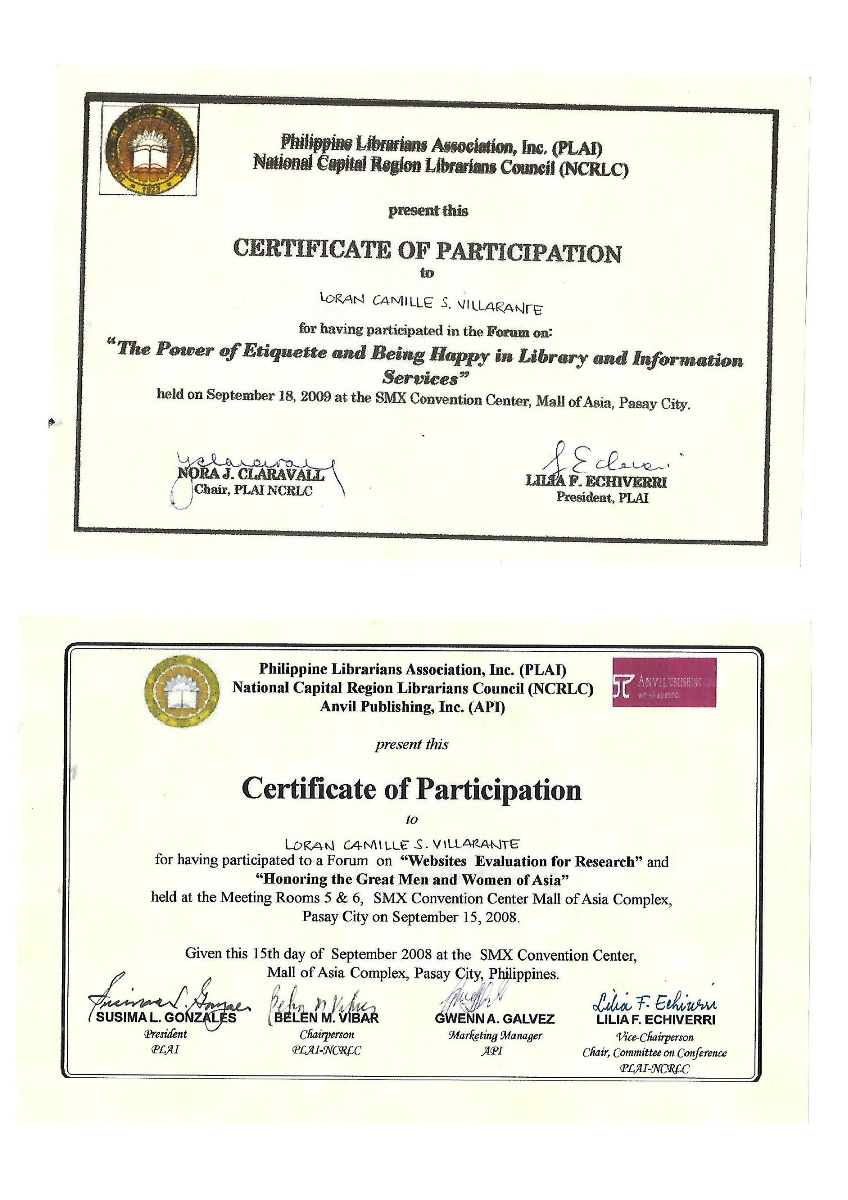 1923
Philippine Librarians Association, Inc. (PLAI)
National Capital Region Librarians Council (NCRLC)
present this
CERTIFICATE OF PARTICIPATION
to
LORAN CAMILLE S. VILLARANTE
for having participated in the Forum on:
“The Power of Etiquette and Being Happy in Library and Information
Services”
held on September 18, 2009 at the SMX Convention Center, Mall of Asia, Pasay City.
NORA J. CLARAVALL
Chair, PLAI NCRLC
LILIA F. ECHIVERRI
President, PLAI
Philippine Librarians Association, Inc. (PLAI)
National Capital Region Librarians Council (NCRLC)
Anvil Publishing, Inc. (API)
ANVIL
present this
Certificate of Participation
to
LORAN CAMILLE S. VILLARANTE
for having participated to a Forum on “Websites Evaluation for Research” and
“Honoring the Great Men and Women of Asia”
held at the Meeting Rooms 5 & 6, SMX Convention Center Mall of Asia Complex,
Pasay City on September 15, 2008.
Given this 15th day of September 2008 at the SMX Convention Center,
Mall of Asia Complex, Pasay City, Philippines.
Lilia F. Echiverri
SUSIMA L. GONZALES
President
PLAI
BELEN M. VIBAR
Chairperson
PLAI-NCRLC
GWENN A. GALVEZ
Marketing Manager
API
LILIA F. ECHIVERRI
Vice-Chairperson
Chair, Committee on Conference
PLAI-NCRLC